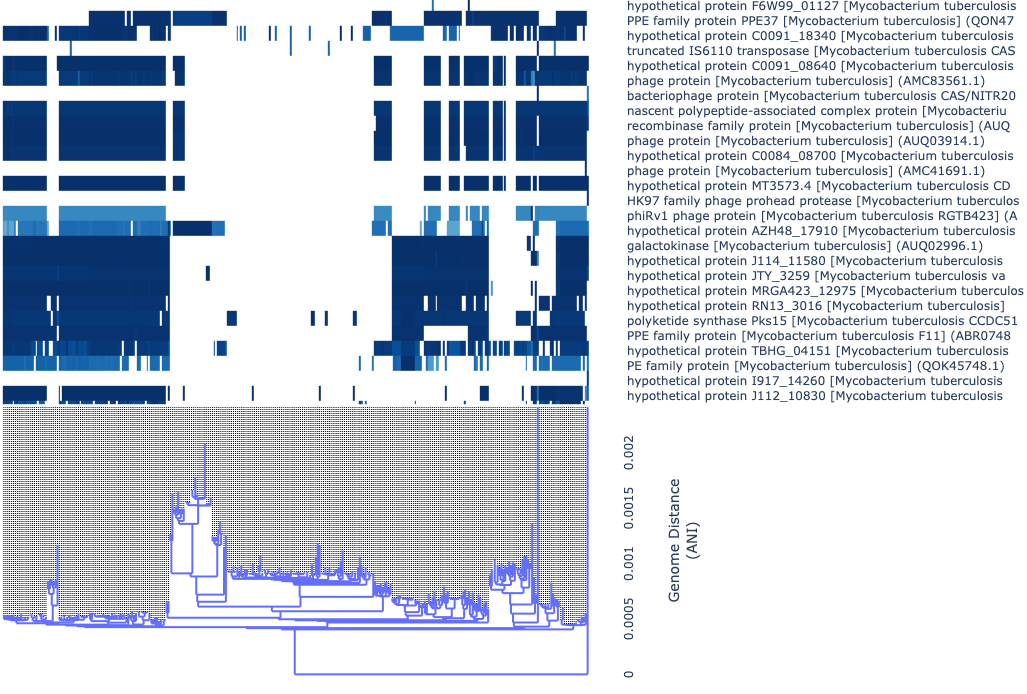 hypothetical protein F6W99_01127 [Mycobacterium tuberculosis
PPE family protein PPE37 [Mycobacterium tuberculosis] (QON47
hypothetical protein C0091_18340 [Mycobacterium tuberculosis
truncated IS6110 transposase [Mycobacterium tuberculosis CAS
hypothetical protein C0091_08640 [Mycobacterium tuberculosis
phage protein [Mycobacterium tuberculosis] (AMC83561.1)
bacteriophage protein [Mycobacterium tuberculosis CAS/NITR20
nascent polypeptide-associated complex protein [Mycobacteriu
recombinase family protein [Mycobacterium tuberculosis] (AUQ
phage protein [Mycobacterium tuberculosis] (AUQ03914.1)
hypothetical protein C0084_08700 [Mycobacterium tuberculosis
phage protein [Mycobacterium tuberculosis] (AMC41691.1)
hypothetical protein MT3573.4 [Mycobacterium tuberculosis CD
HK97 family phage prohead protease [Mycobacterium tuberculos
phiRv1 phage protein [Mycobacterium tuberculosis RGTB423] (A
hypothetical protein AZH48_17910 [Mycobacterium tuberculosis
galactokinase [Mycobacterium tuberculosis] (AUQ02996.1)
hypothetical protein J114_11580 [Mycobacterium tuberculosis
hypothetical protein JTY_3259 [Mycobacterium tuberculosis va
hypothetical protein MRGA423_12975 [Mycobacterium tuberculos
hypothetical protein RN13_3016 [Mycobacterium tuberculosis]
polyketide synthase Pks15 [Mycobacterium tuberculosis CCDC51
PPE family protein [Mycobacterium tuberculosis F11] (ABR0748
hypothetical protein TBHG_04151 [Mycobacterium tuberculosis
PE family protein [Mycobacterium tuberculosis] (QOK45748.1)
hypothetical protein I917_14260 [Mycobacterium tuberculosis
hypothetical protein J112_10830 [Mycobacterium tuberculosis
0.002
0.0015
0.001
0.0005
0
Genome Distance
(ANI)